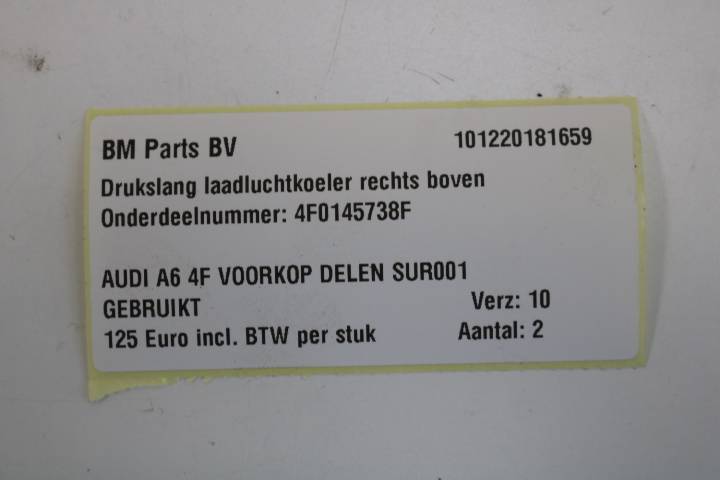 BM Parts BV 101220181659
Drukslang laadluchtkoeler rechts boven
Onderdeelnummer: 4F0145738F
AUDI A6 4F VOORKOP DELEN SUR001
GEBRUIKT Verz: 10
125 Euro incl. BTW per stuk Aantal: 2